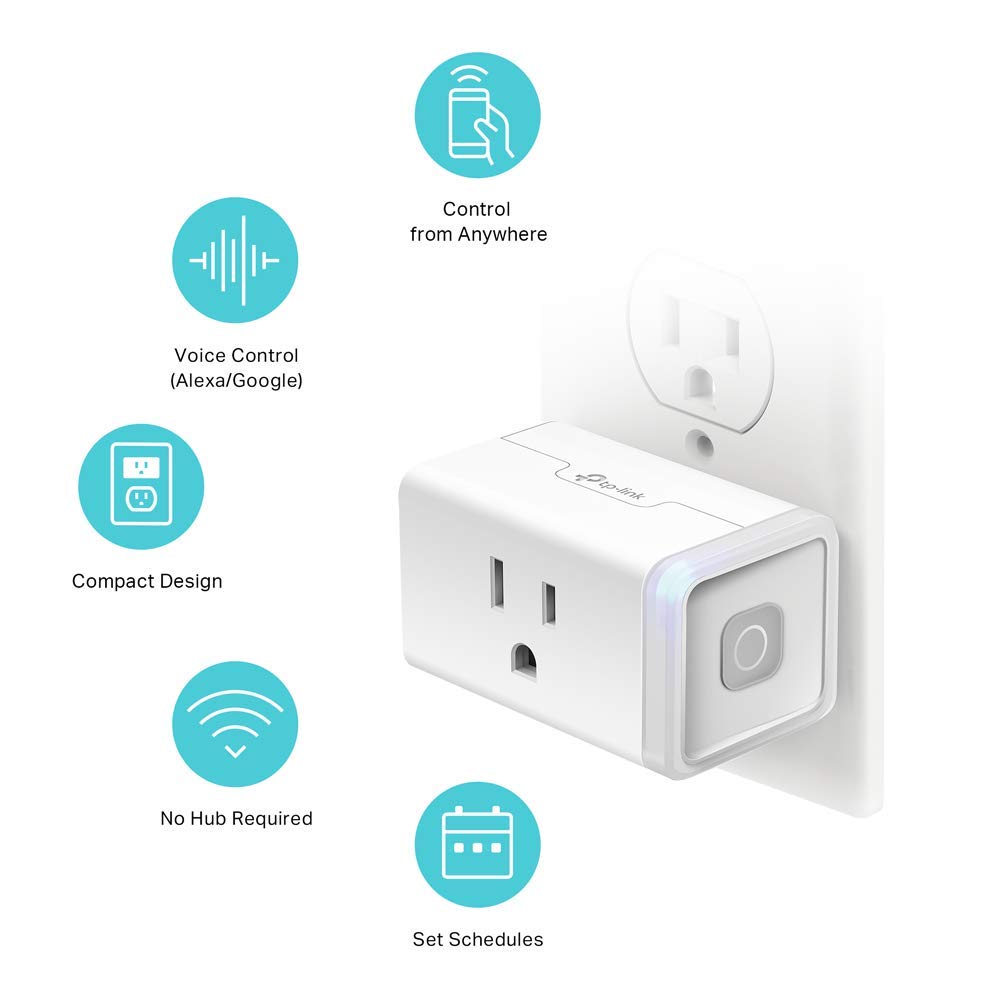 Control
from Anywhere
Voice Control
(Alexa/Google)
tp-link
Compact Design
No Hub Required
Set Schedules